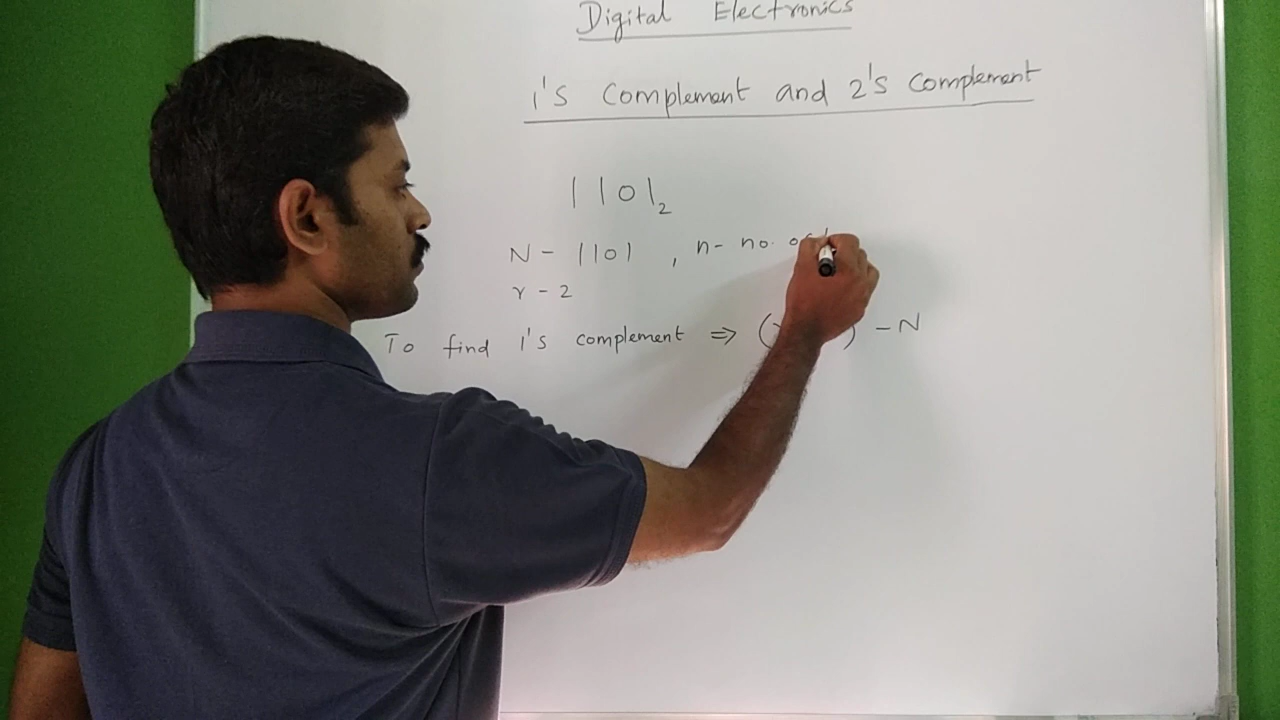 Digital Electronics
1's complement and 2's complement
1101₂
N - 1101 , n - no. of
r - 2
To find 1's complement ⇒ ( ) - N